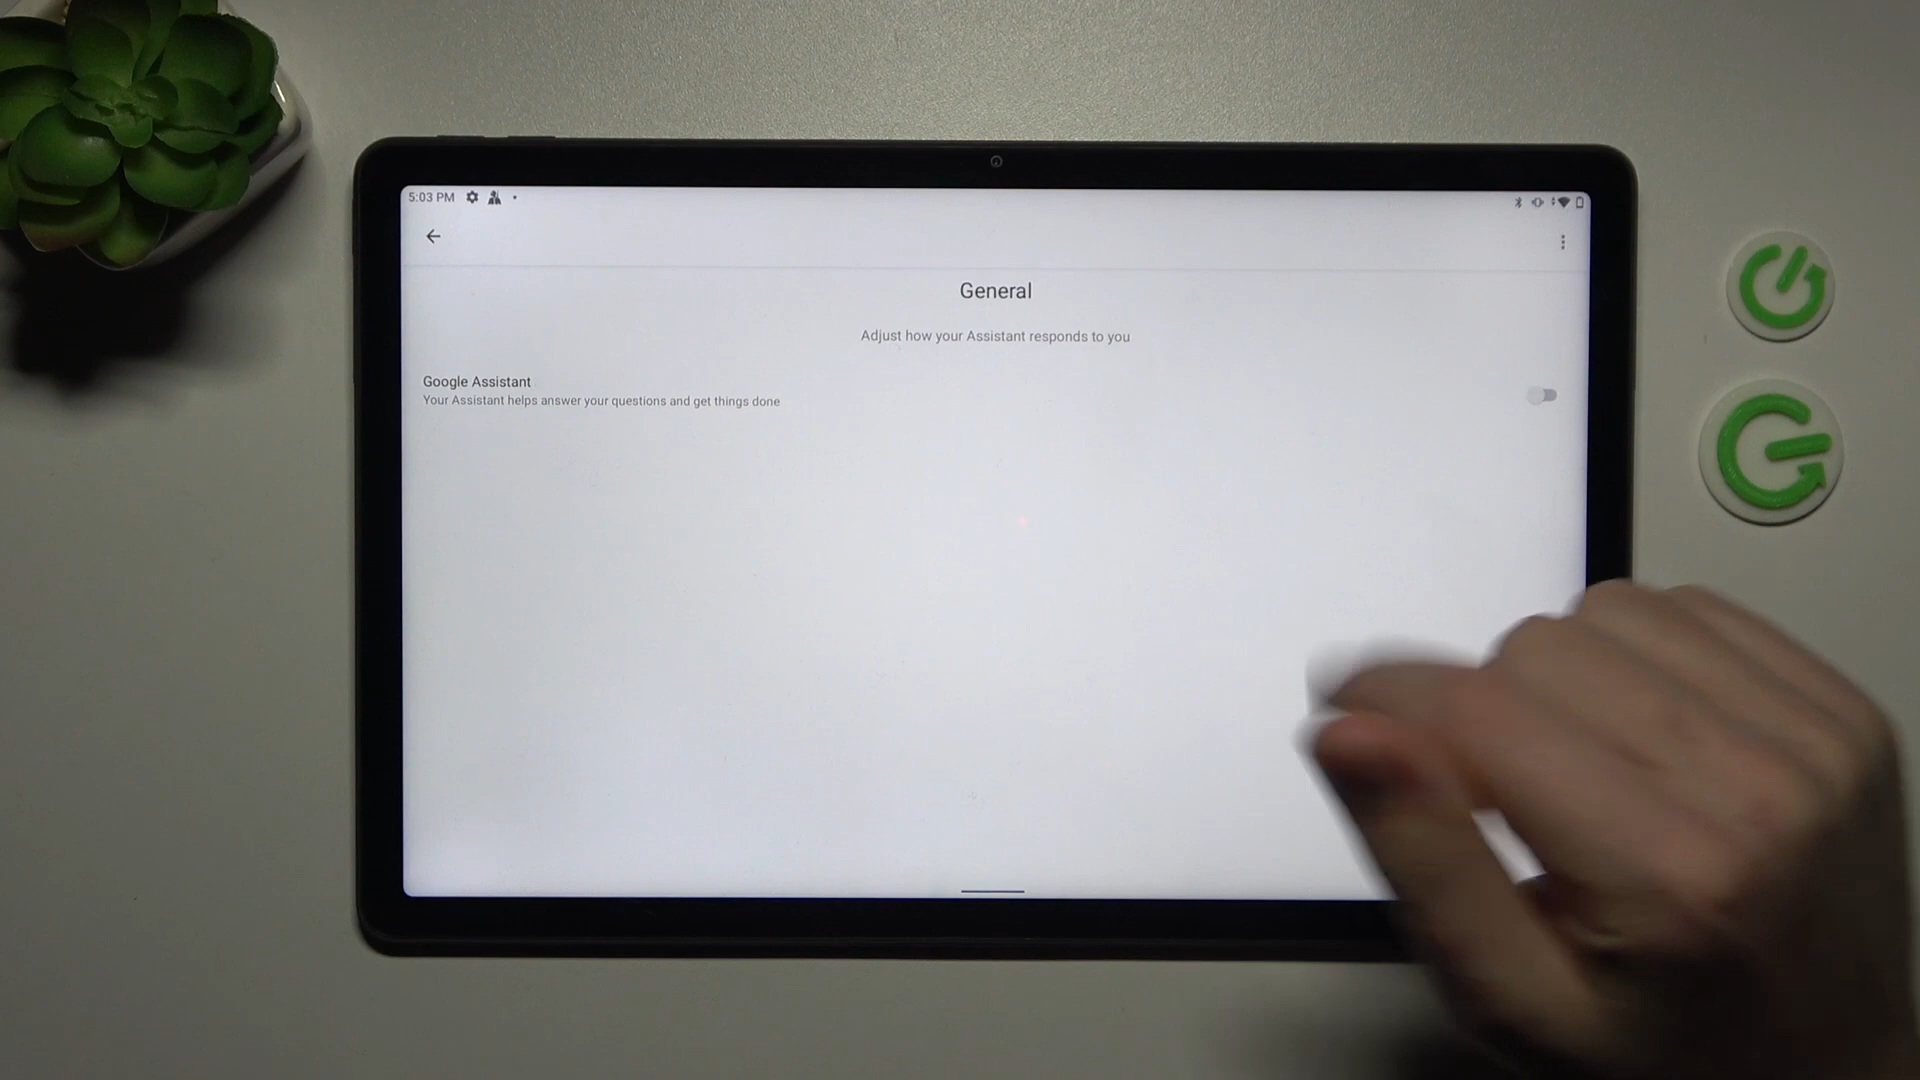 5:03 PM
General
Adjust how your Assistant responds to you
Google Assistant
Your Assistant helps answer your questions and get things done